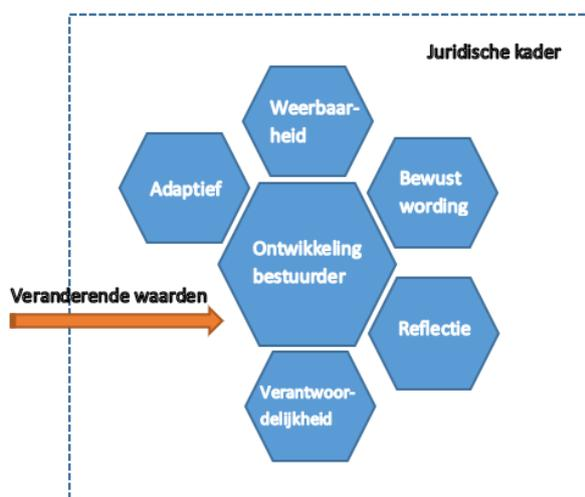 Juridische kader
Weerbaar-
heid
Adaptief
Bewust
wording
Ontwikkeling
bestuurder
Veranderende waarden
Reflectie
Verantwoor-
delijkheid